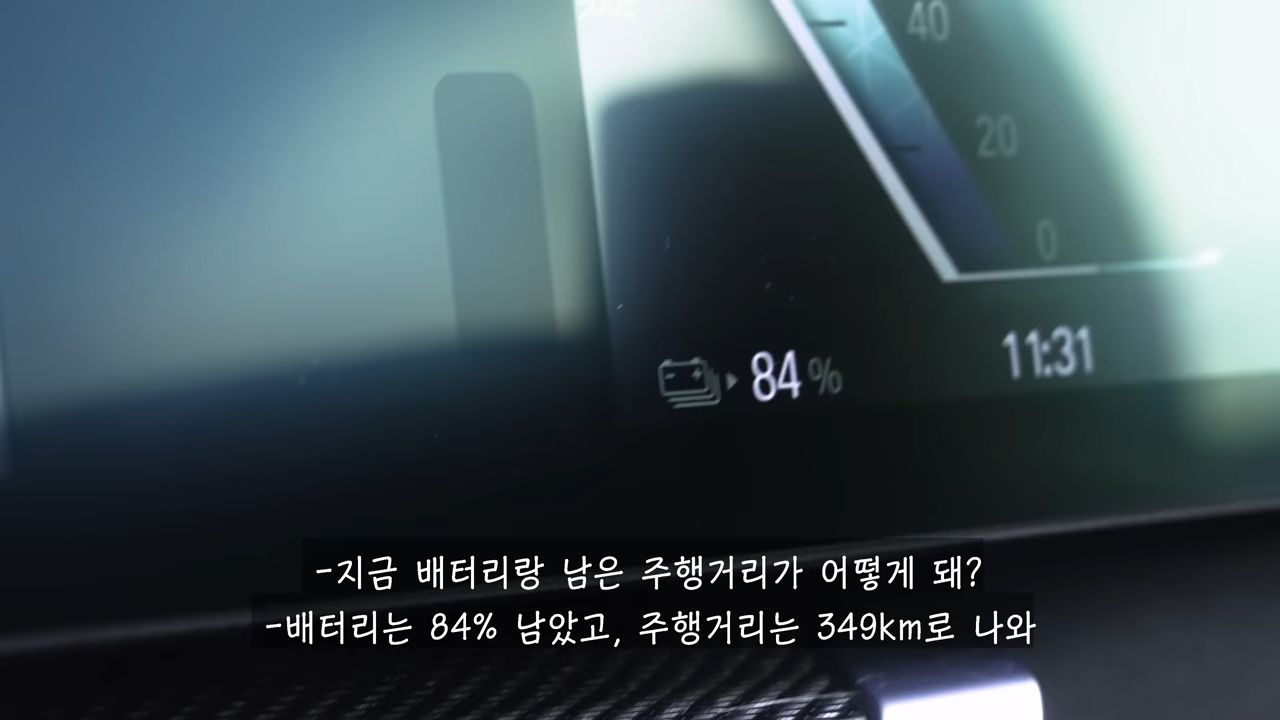 40
20
0
84 %
11:31
-지금 배터리랑 남은 주행거리가 어떻게 돼?
-배터리는 84% 남았고, 주행거리는 349km로 나와